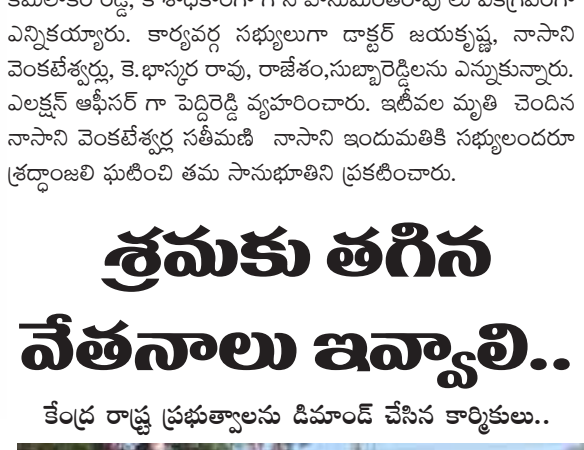 ఎన్నికయ్యారు. కార్యవర్గ సభ్యులుగా డాక్టర్ జయకృష్ణ, నాసాని
వెంకటేశ్వర్లు, కె.భాస్కర రావు, రాజేశం,సుబ్బారెడ్డిలను ఎన్నుకున్నారు.
ఎలక్షన్ ఆఫీసర్ గా పెద్దిరెడ్డి వ్యహరించారు. ఇటీవల మృతి చెందిన
నాసాని వెంకటేశ్వర్ల సతీమణి నాసాని ఇందుమతికి సభ్యులందరూ
శ్రద్ధాంజలి ఘటించి తమ సానుభూతిని ప్రకటించారు.
శ్రమకు తగిన
వేతనాలు ఇవ్వాలి..
కేంద్ర రాష్ట్ర ప్రభుత్వాలను డిమాండ్ చేసిన కార్మికులు..